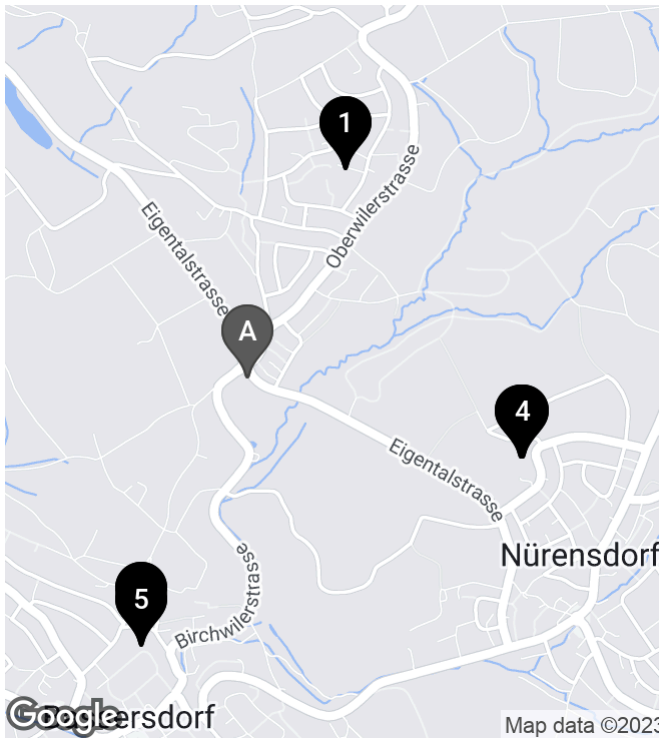 1
Oberwilerstrasse
Eigentalstrasse
A
4
Eigentalstrasse
Nürensdorf
5
Birchwilerstrasse
Google
Map data ©2023